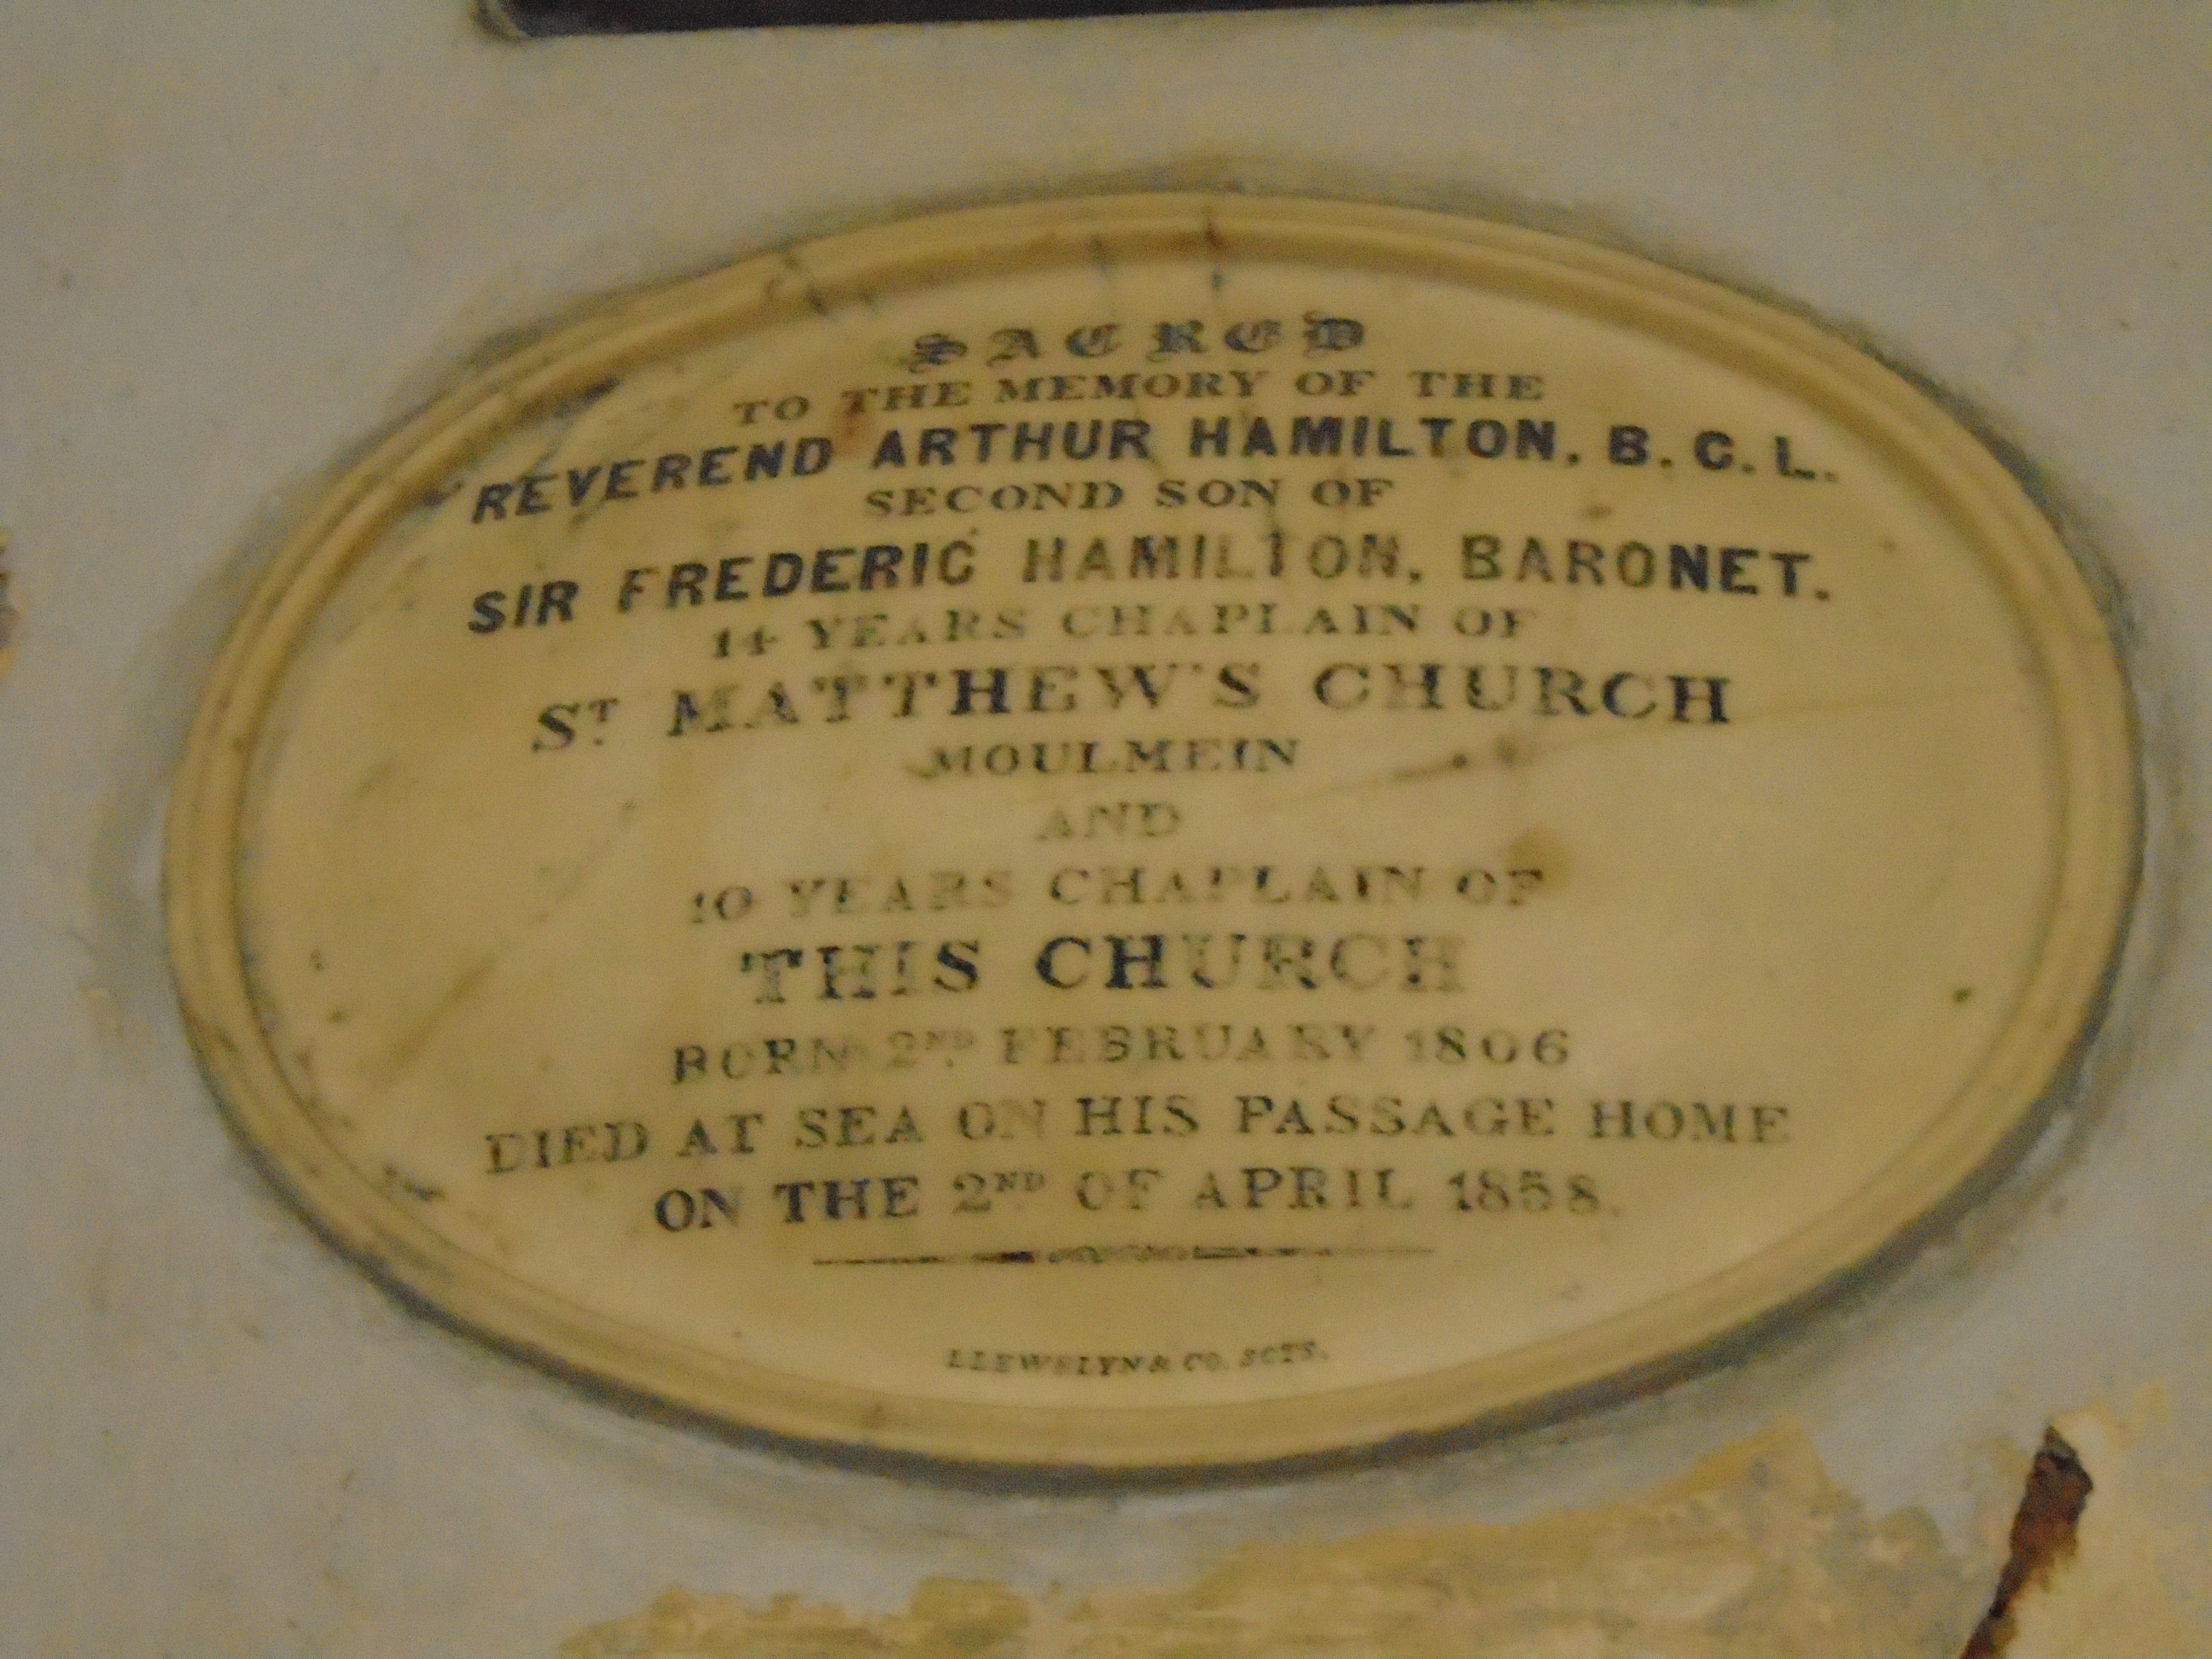 SACRED
TO THE MEMORY OF THE
REVEREND ARTHUR HAMILTON, B.C.L.
SECOND SON OF
SIR FREDERIC HAMILTON, BARONET.
14 YEARS CHAPLAIN OF
ST MATTHEW'S CHURCH
MOULMEIN
AND
10 YEARS CHAPLAIN OF
THIS CHURCH
BORN 2ND FEBRUARY 1806
DIED AT SEA ON HIS PASSAGE HOME
ON THE 2ND OF APRIL 1858.
LLEWELYN & CO. SCTS.